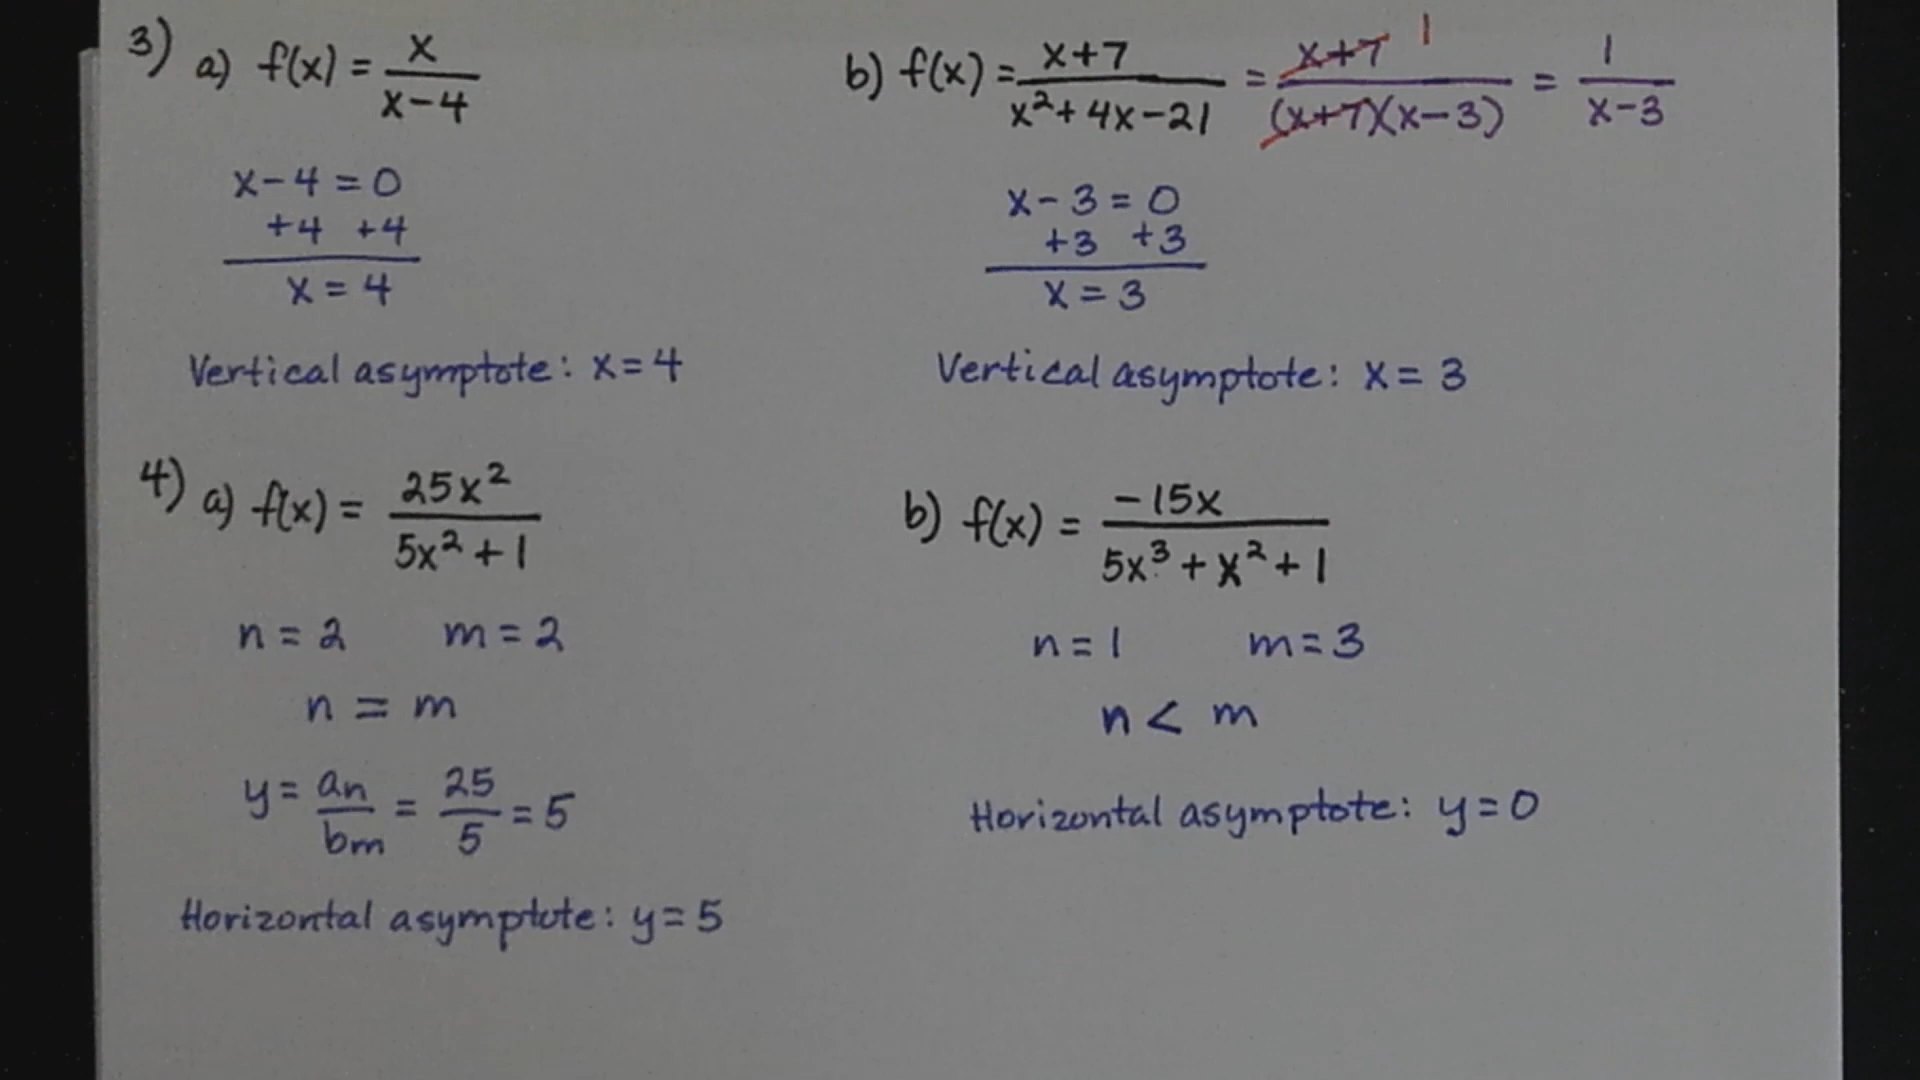 3) a) f(x) = x / (x-4)
x-4 = 0
+4 +4
x = 4
Vertical asymptote: x = 4
b) f(x) = (x+7) / (x²+4x-21) = (x+7) 1 / ((x+7)(x-3)) = 1 / (x-3)
x-3 = 0
+3 +3
x = 3
Vertical asymptote: x = 3
4) a) f(x) = 25x² / (5x²+1)
n = 2 m = 2
n = m
y = an / bm = 25 / 5 = 5
Horizontal asymptote: y = 5
b) f(x) = -15x / (5x³+x²+1)
n = 1 m = 3
n < m
Horizontal asymptote: y = 0